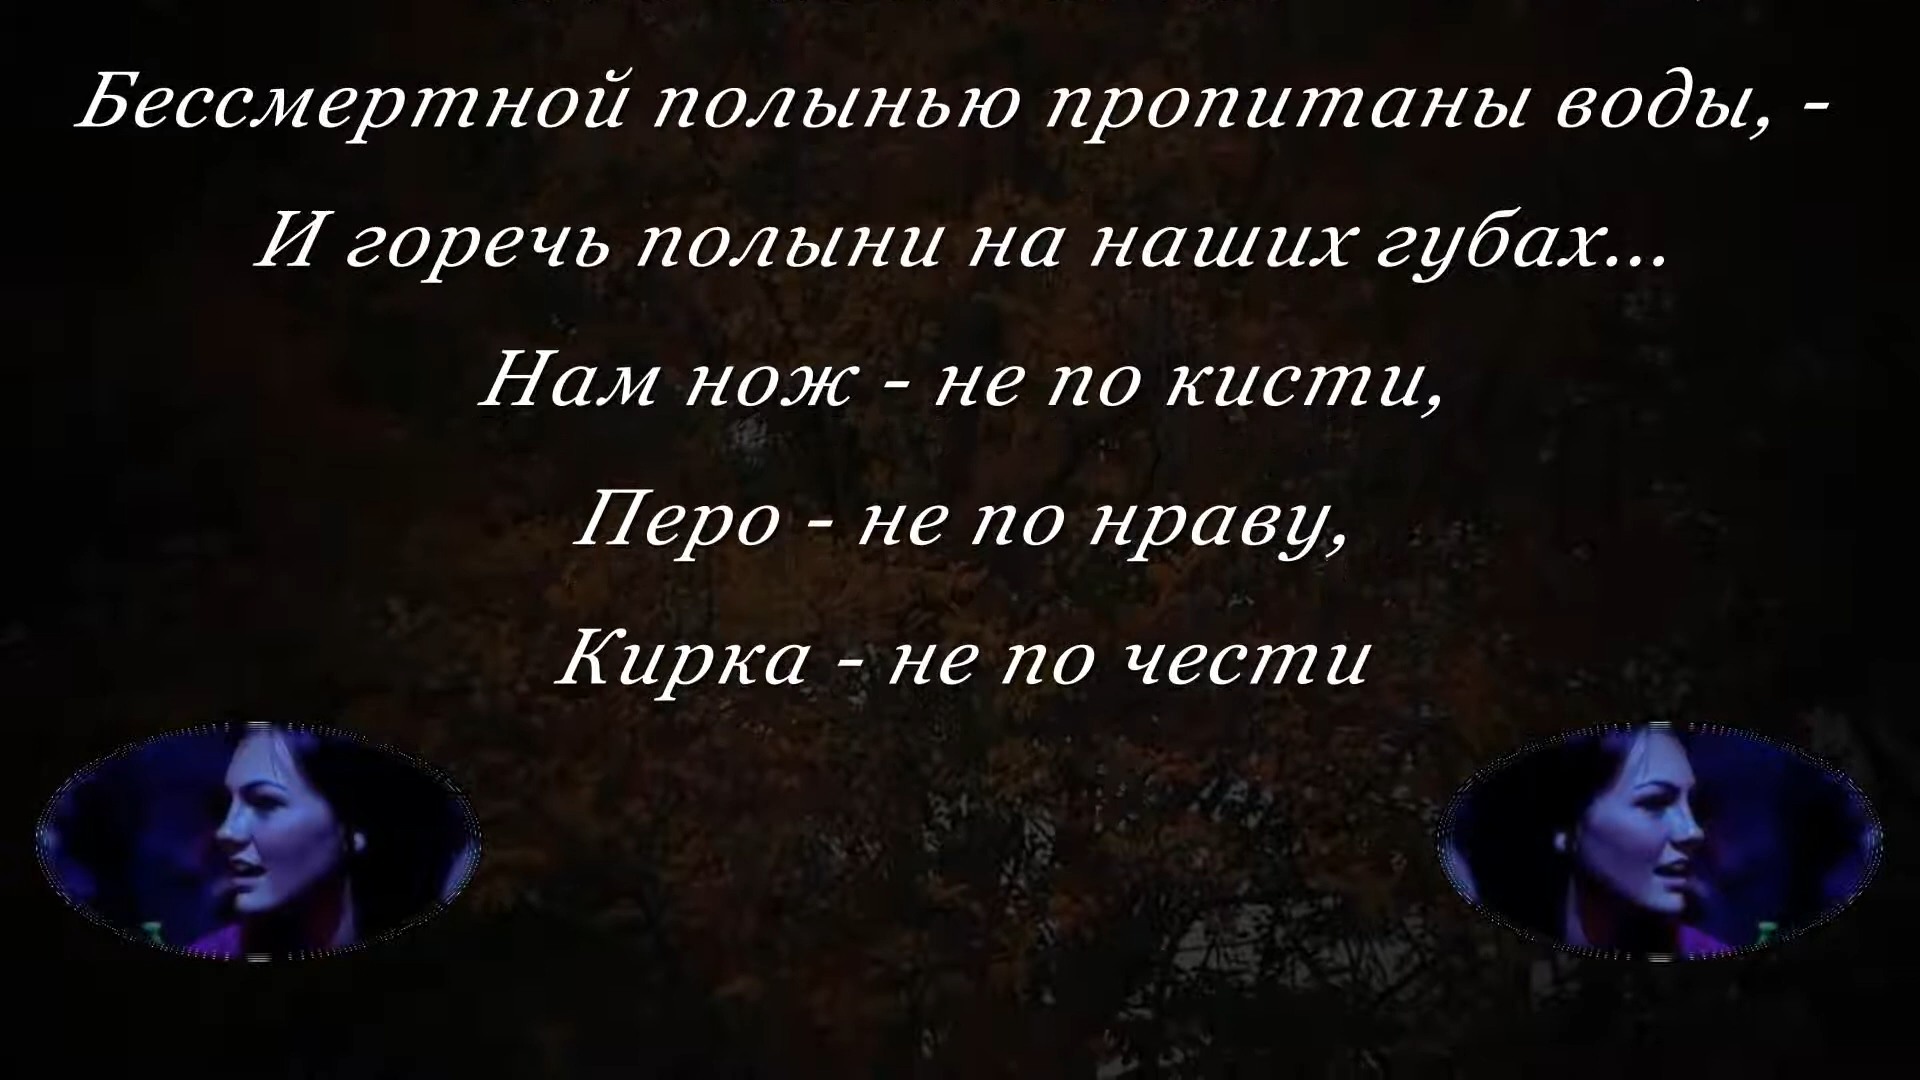 Бессмертной полынью пропитаны воды, -
И горечь полыни на наших губах...
Нам нож - не по кисти,
Перо - не по нраву,
Кирка - не по чести